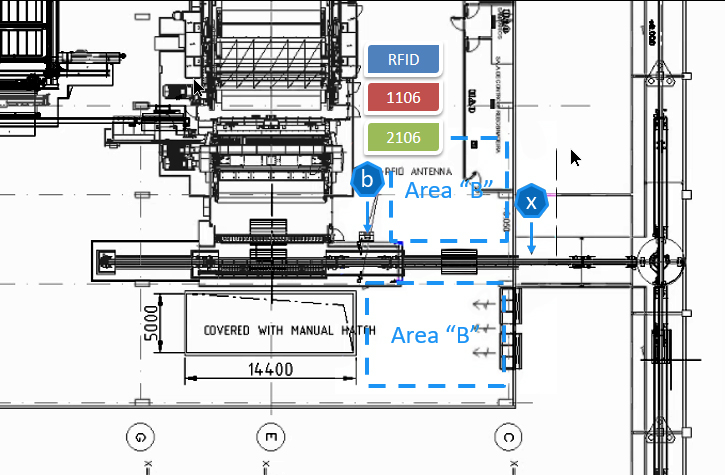 RFID
1106
2106
RFID ANTENNA
b
Area "B"
x
5000
COVERED WITH MANUAL HATCH
Area "B"
14400
G
E
C
X=
X=
X=